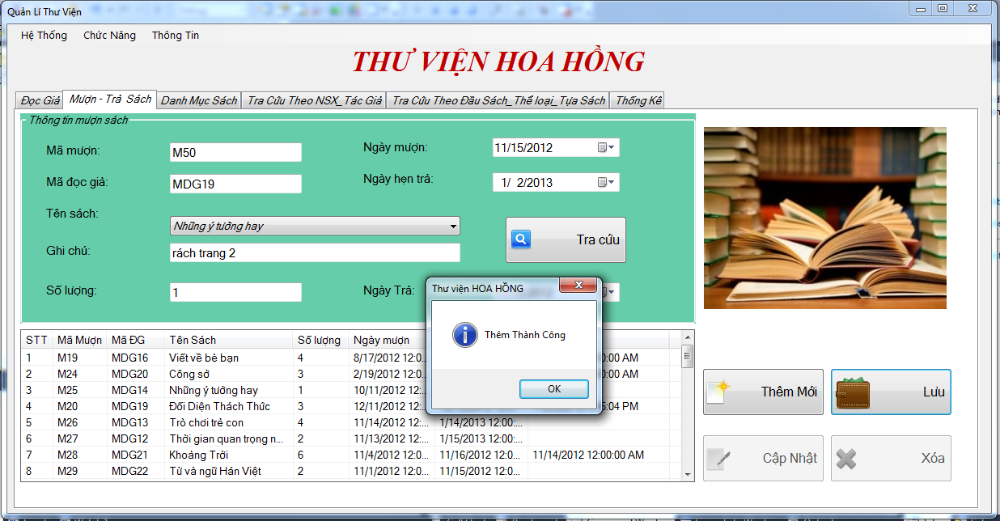 Quản Lí Thư Viện
Hệ Thống Chức Năng Thông Tin
THƯ VIỆN HOA HỒNG
Đọc Giả Mượn - Trả Sách Danh Mục Sách Tra Cứu Theo NSX_Tác Giả Tra Cứu Theo Đầu Sách_Thể loại_Tựa Sách Thống Kê
Thông tin mượn sách
Mã mượn: M50 Ngày mượn: 11/15/2012
Mã đọc giả: MDG19 Ngày hẹn trả: 1/ 2/2013
Tên sách: Những ý tưởng hay
Tra cứu
Ghi chú: rách trang 2
Số lượng: 1 Ngày Trả:
Thư viện HOA HỒNG
Thêm Thành Công
OK
STT Mã Mượn Mã ĐG Tên Sách Số lượng Ngày mượn
1 M19 MDG16 Viết về bè bạn 4 8/17/2012 12:0... 0:00 AM
2 M24 MDG20 Công sở 3 2/19/2012 12:0... 0:00 AM
3 M25 MDG14 Những ý tưởng hay 1 10/11/2012 12:...
4 M20 MDG19 Đối Diện Thách Thức 3 12/11/2012 12:... 5:04 PM
5 M26 MDG13 Trò chơi trẻ con 4 11/14/2012 12:... 1/14/2013 12:00:...
6 M27 MDG12 Thời gian quan trọng n... 2 11/13/2012 12:... 1/15/2013 12:00:...
7 M28 MDG21 Khoảng Trời 6 11/4/2012 12:0... 11/16/2012 12:0... 11/14/2012 12:00:00 AM
8 M29 MDG22 Từ và ngữ Hán Việt 2 11/1/2012 12:0... 11/15/2012 12:0...
Thêm Mới Lưu
Cập Nhật Xóa